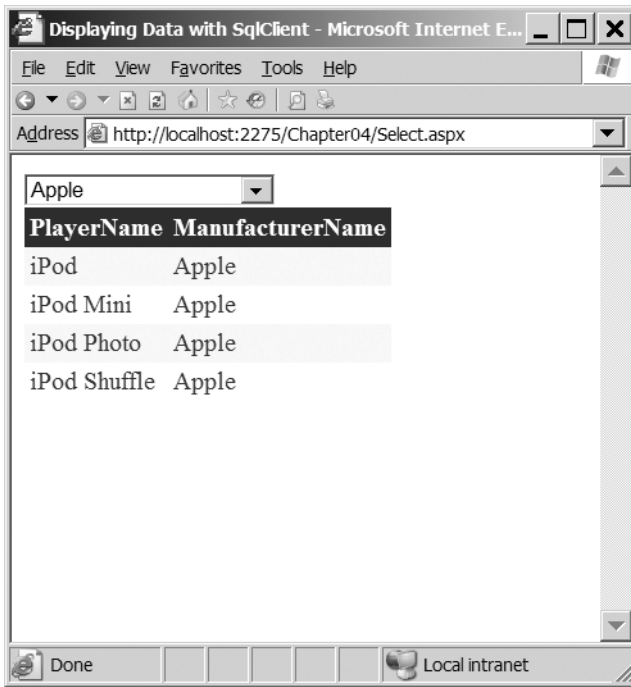 Displaying Data with SqlClient - Microsoft Internet E...
File Edit View Favorites Tools Help
Address http://localhost:2275/Chapter04/Select.aspx
Apple
PlayerName ManufacturerName
iPod Apple
iPod Mini Apple
iPod Photo Apple
iPod Shuffle Apple
Done Local intranet